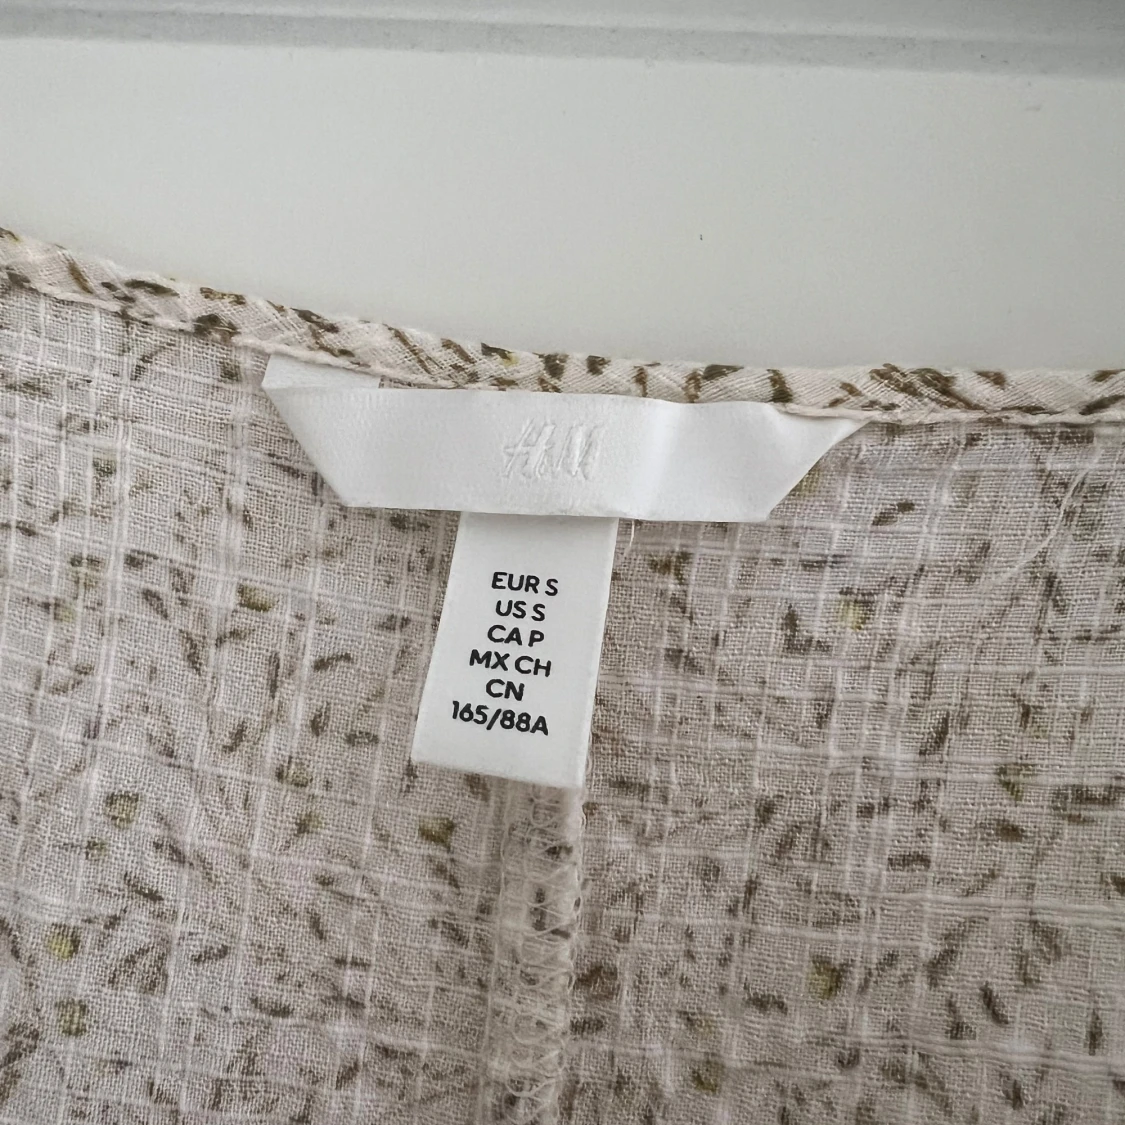 H&M
EUR S
US S
CA P
MX CH
CN
165/88A